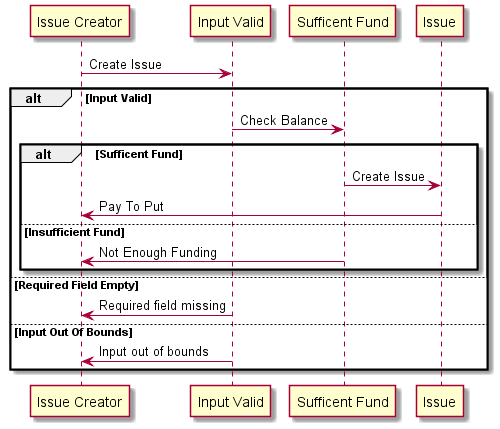 Issue Creator Input Valid Sufficent Fund Issue
Create Issue
alt [Input Valid]
Check Balance
alt [Sufficent Fund]
Create Issue
Pay To Put
[Insufficient Fund]
Not Enough Funding
[Required Field Empty]
Required field missing
[Input Out Of Bounds]
Input out of bounds
Issue Creator Input Valid Sufficent Fund Issue